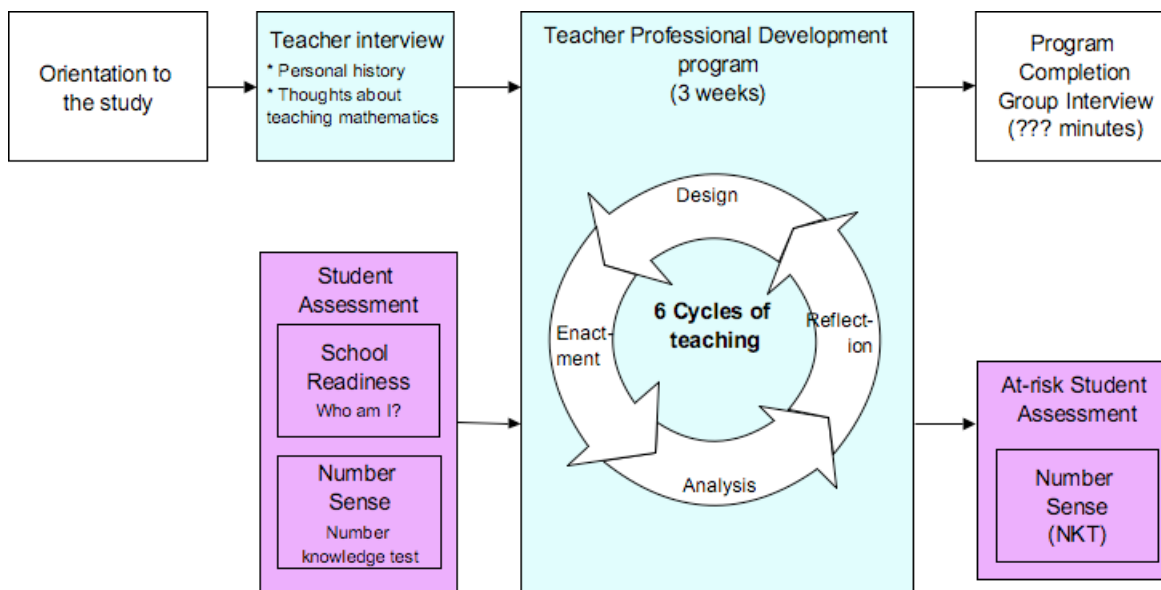 Orientation to
the study
Teacher interview
* Personal history
* Thoughts about
teaching mathematics
Teacher Professional Development
program
(3 weeks)
Program
Completion
Group Interview
(??? minutes)
Student
Assessment
School
Readiness
Who am I?
Number
Sense
Number
knowledge test
Design
Enact-
ment
6 Cycles of
teaching
Reflect-
ion
Analysis
At-risk Student
Assessment
Number
Sense
(NKT)